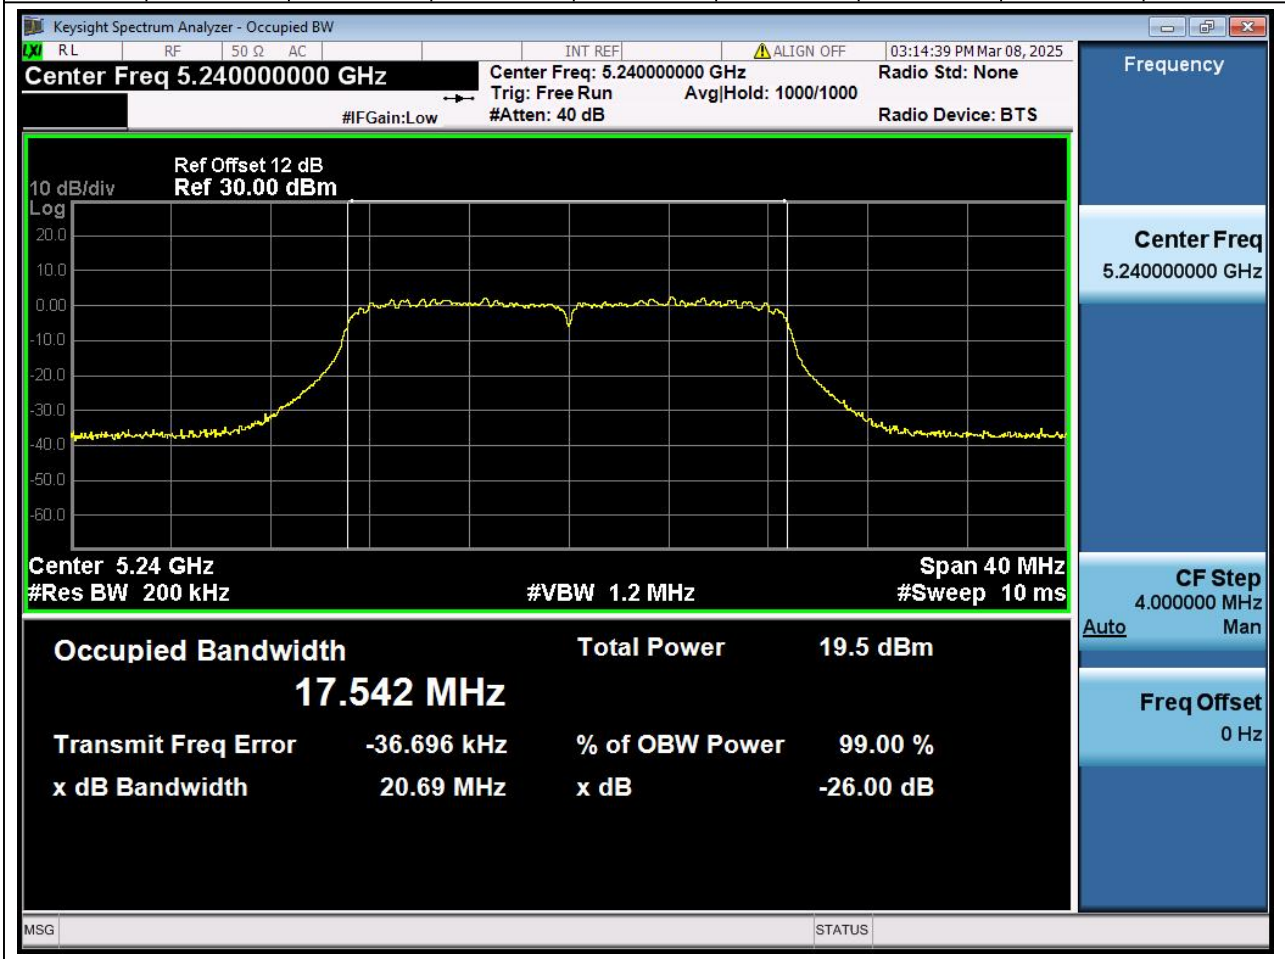 Keysight Spectrum Analyzer - Occupied BW
LXI RL RF 50 Ω AC INT REF ALIGN OFF 03:14:39 PM Mar 08, 2025
Center Freq 5.240000000 GHz
Center Freq: 5.240000000 GHz
Radio Std: None
Trig: Free Run Avg|Hold: 1000/1000
#IFGain:Low
#Atten: 40 dB
Radio Device: BTS
Ref Offset 12 dB
10 dB/div Ref 30.00 dBm
Log
20.0
10.0
0.00
-10.0
-20.0
-30.0
-40.0
-50.0
-60.0
Center 5.24 GHz Span 40 MHz
#Res BW 200 kHz #VBW 1.2 MHz #Sweep 10 ms
Occupied Bandwidth Total Power 19.5 dBm
17.542 MHz
Transmit Freq Error -36.696 kHz % of OBW Power 99.00 %
x dB Bandwidth 20.69 MHz x dB -26.00 dB
Frequency
Center Freq
5.240000000 GHz
CF Step
4.000000 MHz
Auto Man
Freq Offset
0 Hz
MSG STATUS